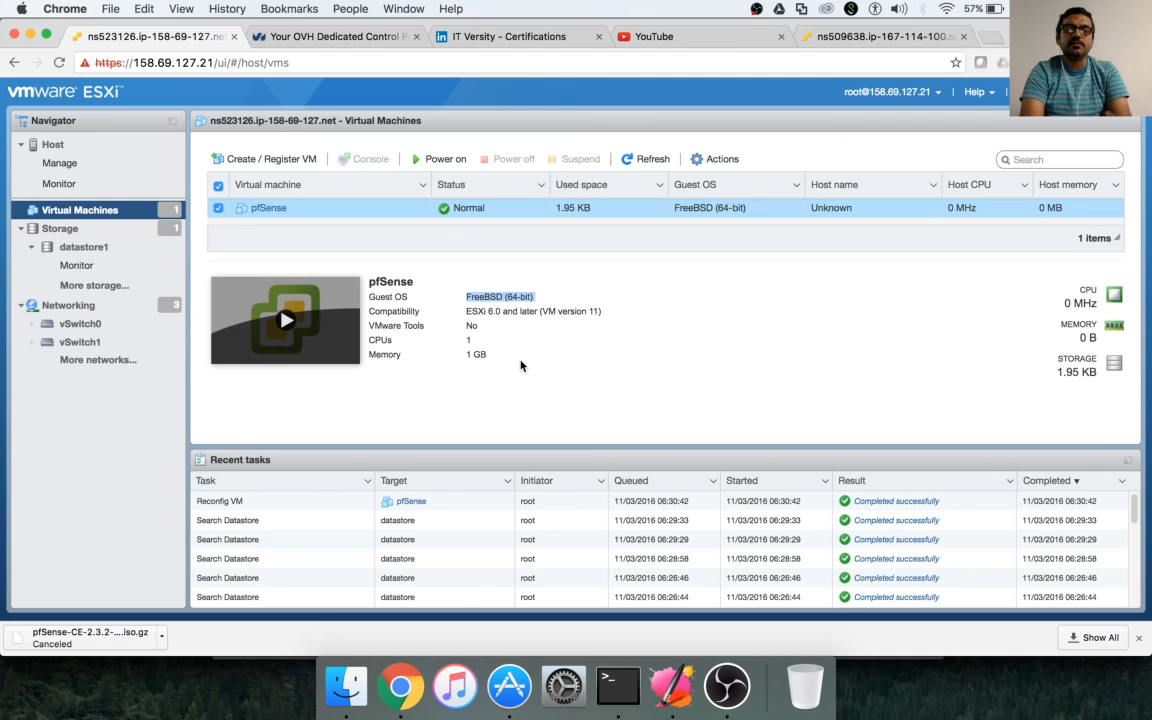 Chrome File Edit View History Bookmarks People Window Help 57%
ns523126.ip-158-69-127.net - Your OVH Dedicated Control P IT Versity - Certifications YouTube ns509638.ip-167-114-100.n
https://158.69.127.21/ui/#/host/vms
vmware ESXi root@158.69.127.21 Help
Navigator
Host
Manage
Monitor
Virtual Machines 1
Storage 1
datastore1
Monitor
More storage...
Networking 3
vSwitch0
vSwitch1
More networks...
ns523126.ip-158-69-127.net - Virtual Machines
Create / Register VM Console Power on Power off Suspend Refresh Actions Search
Virtual machine Status Used space Guest OS Host name Host CPU Host memory
pfSense Normal 1.95 KB FreeBSD (64-bit) Unknown 0 MHz 0 MB
1 items
pfSense
Guest OS FreeBSD (64-bit)
Compatibility ESXi 6.0 and later (VM version 11)
VMware Tools No
CPUs 1
Memory 1 GB
CPU
0 MHz
MEMORY
0 B
STORAGE
1.95 KB
Recent tasks
Task Target Initiator Queued Started Result Completed
Reconfig VM pfSense root 11/03/2016 06:30:42 11/03/2016 06:30:42 Completed successfully 11/03/2016 06:30:42
Search Datastore datastore root 11/03/2016 06:29:33 11/03/2016 06:29:33 Completed successfully 11/03/2016 06:29:33
Search Datastore datastore root 11/03/2016 06:29:29 11/03/2016 06:29:29 Completed successfully 11/03/2016 06:29:29
Search Datastore datastore root 11/03/2016 06:28:58 11/03/2016 06:28:58 Completed successfully 11/03/2016 06:28:58
Search Datastore datastore root 11/03/2016 06:26:46 11/03/2016 06:26:46 Completed successfully 11/03/2016 06:26:46
Search Datastore datastore root 11/03/2016 06:26:44 11/03/2016 06:26:44 Completed successfully 11/03/2016 06:26:44
pfSense-CE-2.3.2-....iso.gz
Canceled
Show All